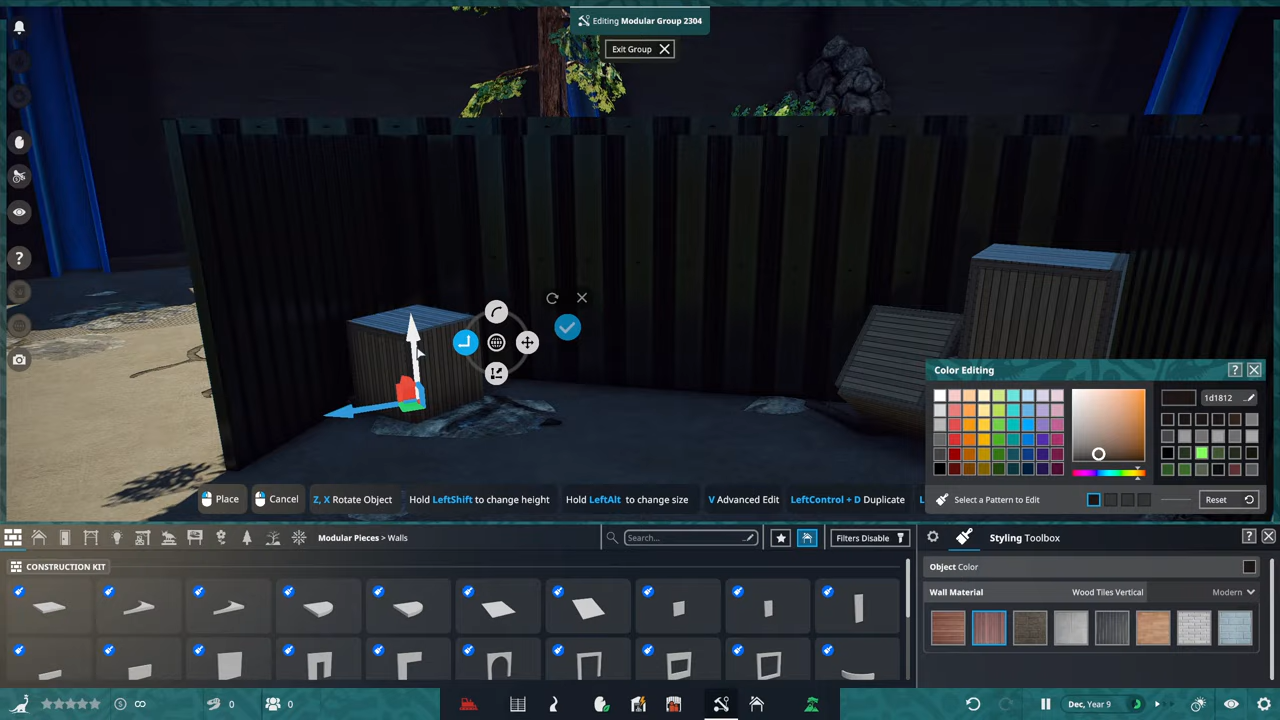 Editing Modular Group 2304
Exit Group
Color Editing
?
1d1812
Select a Pattern to Edit
Reset
Place
Cancel
Z, X Rotate Object
Hold LeftShift to change height
Hold LeftAlt to change size
V Advanced Edit
LeftControl + D Duplicate
L
Modular Pieces > Walls
Search...
Filters Disable
Styling Toolbox
?
CONSTRUCTION KIT
Object Color
Wall Material
Wood Tiles Vertical
Modern
?
0
0
Dec, Year 9